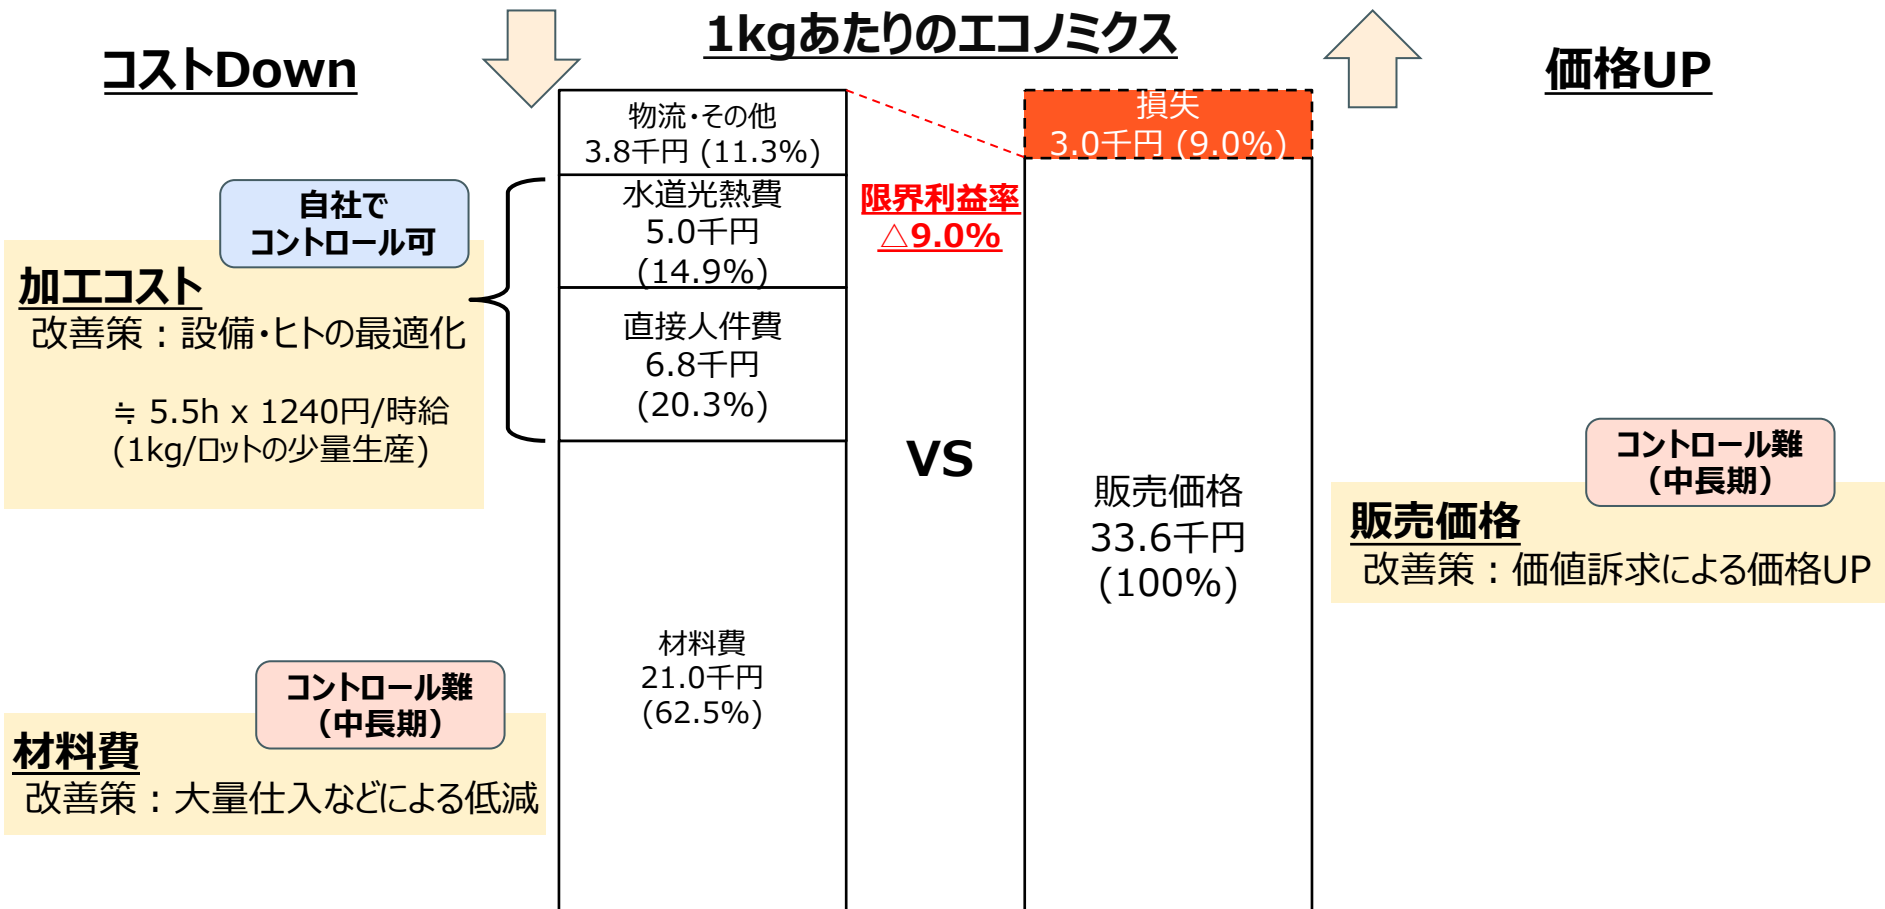 1kgあたりのエコノミクス
コストDown
価格UP
物流・その他
3.8千円 (11.3%)
水道光熱費
5.0千円
(14.9%)
直接人件費
6.8千円
(20.3%)
材料費
21.0千円
(62.5%)
限界利益率
△9.0%
VS
損失
3.0千円 (9.0%)
販売価格
33.6千円
(100%)
自社で
コントロール可
加工コスト
改善策：設備・ヒトの最適化
≒ 5.5h x 1240円/時給
(1kg/ロットの少量生産)
コントロール難
（中長期）
材料費
改善策：大量仕入などによる低減
コントロール難
（中長期）
販売価格
改善策：価値訴求による価格UP